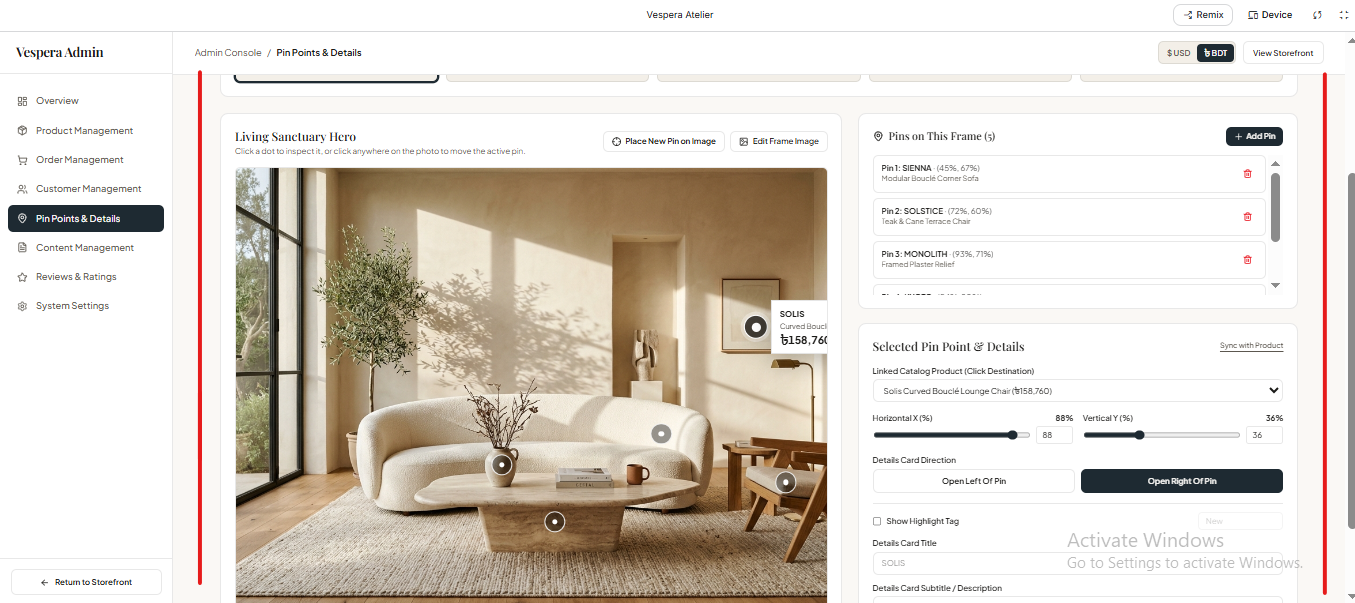 Vespera Atelier
Remix
Device
Vespera Admin
Admin Console / Pin Points & Details
$ USD
৳ BDT
View Storefront
Overview
Product Management
Order Management
Customer Management
Pin Points & Details
Content Management
Reviews & Ratings
System Settings
Return to Storefront
Living Sanctuary Hero
Click a dot to inspect it, or click anywhere on the photo to move the active pin.
Place New Pin on Image
Edit Frame Image
SOLIS
Curved Boucl
৳158,760
Pins on This Frame (5)
+ Add Pin
Pin 1: SIENNA · (45%, 67%)
Modular Bouclé Corner Sofa
Pin 2: SOLSTICE · (72%, 60%)
Teak & Cane Terrace Chair
Pin 3: MONOLITH · (93%, 71%)
Framed Plaster Relief
Selected Pin Point & Details
Sync with Product
Linked Catalog Product (Click Destination)
Solis Curved Bouclé Lounge Chair (৳158,760)
Horizontal X (%) 88%
Vertical Y (%) 36%
88
36
Details Card Direction
Open Left Of Pin
Open Right Of Pin
Show Highlight Tag
New
Details Card Title
SOLIS
Details Card Subtitle / Description
Activate Windows
Go to Settings to activate Windows.